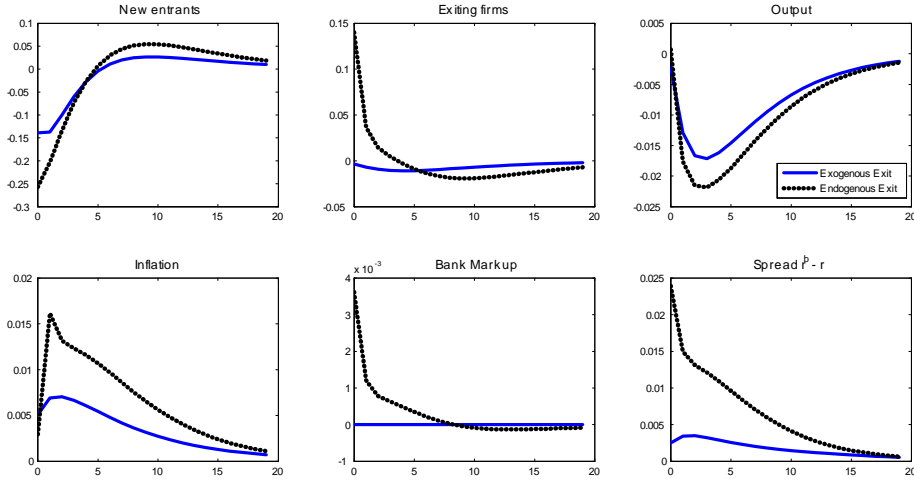 New entrants
0.1
0.05
0
-0.05
-0.1
-0.15
-0.2
-0.25
-0.3
0 5 10 15 20
Exiting firms
0.15
0.1
0.05
0
-0.05
0 5 10 15 20
Output
0.005
0
-0.005
-0.01
-0.015
-0.02
-0.025
0 5 10 15 20
Exogenous Exit
Endogenous Exit
Inflation
0.02
0.015
0.01
0.005
0
0 5 10 15 20
Bank Markup
x 10⁻³
4
3
2
1
0
-1
0 5 10 15 20
Spread rᵇ - r
0.025
0.02
0.015
0.01
0.005
0
0 5 10 15 20